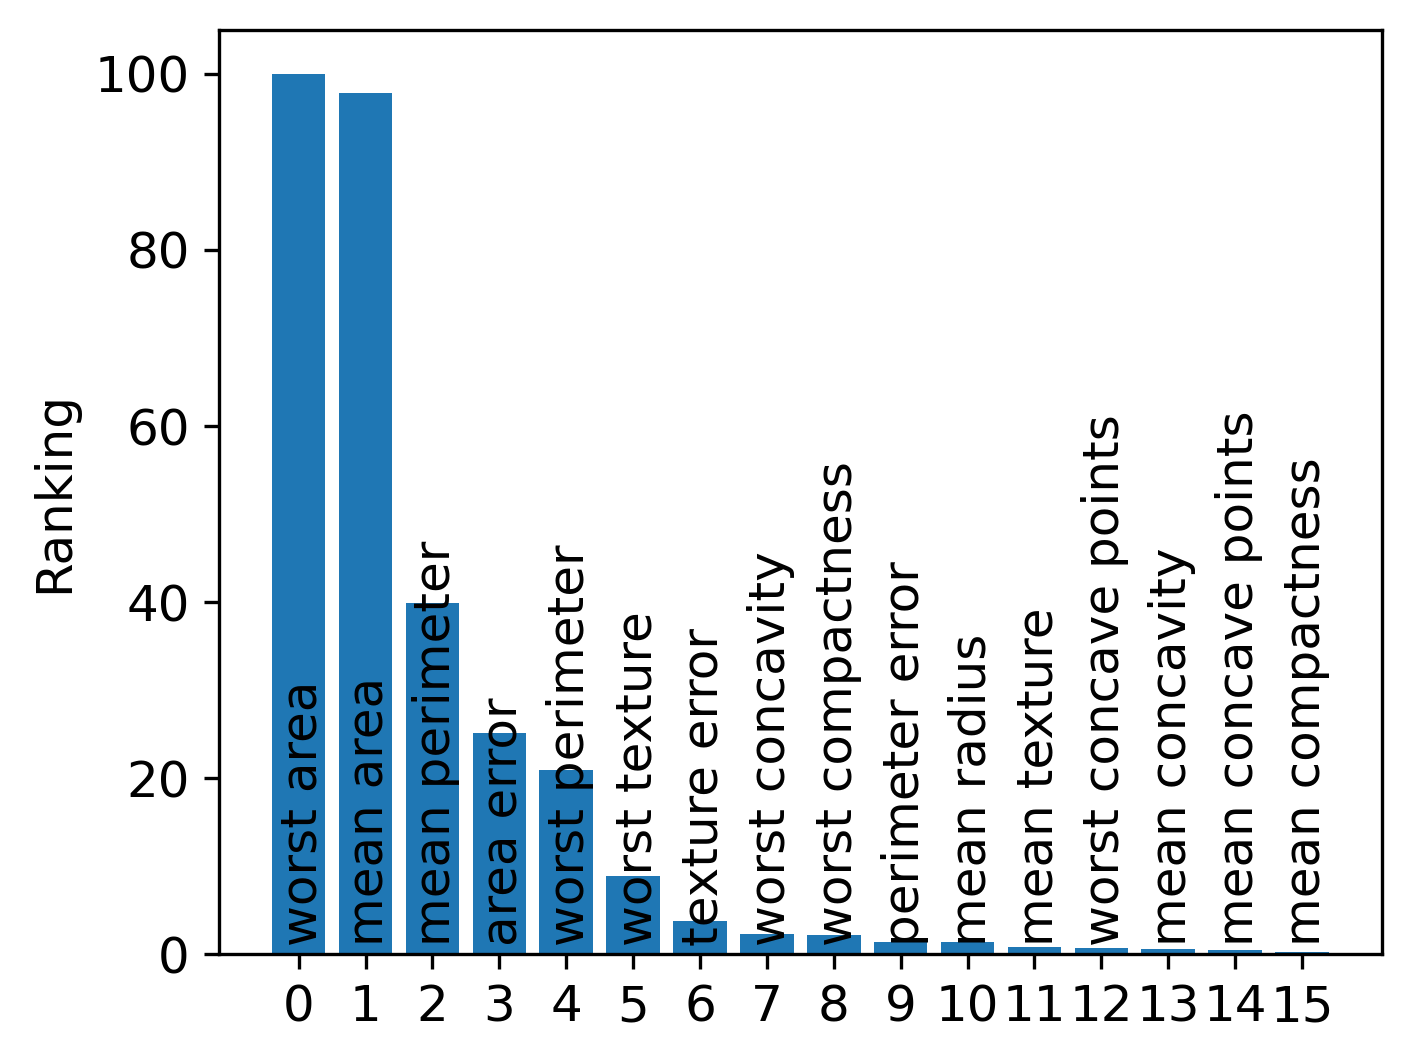 100
80
60
40
20
0
Ranking
worst area
mean area
mean perimeter
area error
worst perimeter
worst texture
texture error
worst concavity
worst compactness
perimeter error
mean radius
mean texture
worst concave points
mean concavity
mean concave points
mean compactness
0 1 2 3 4 5 6 7 8 9 10 11 12 13 14 15